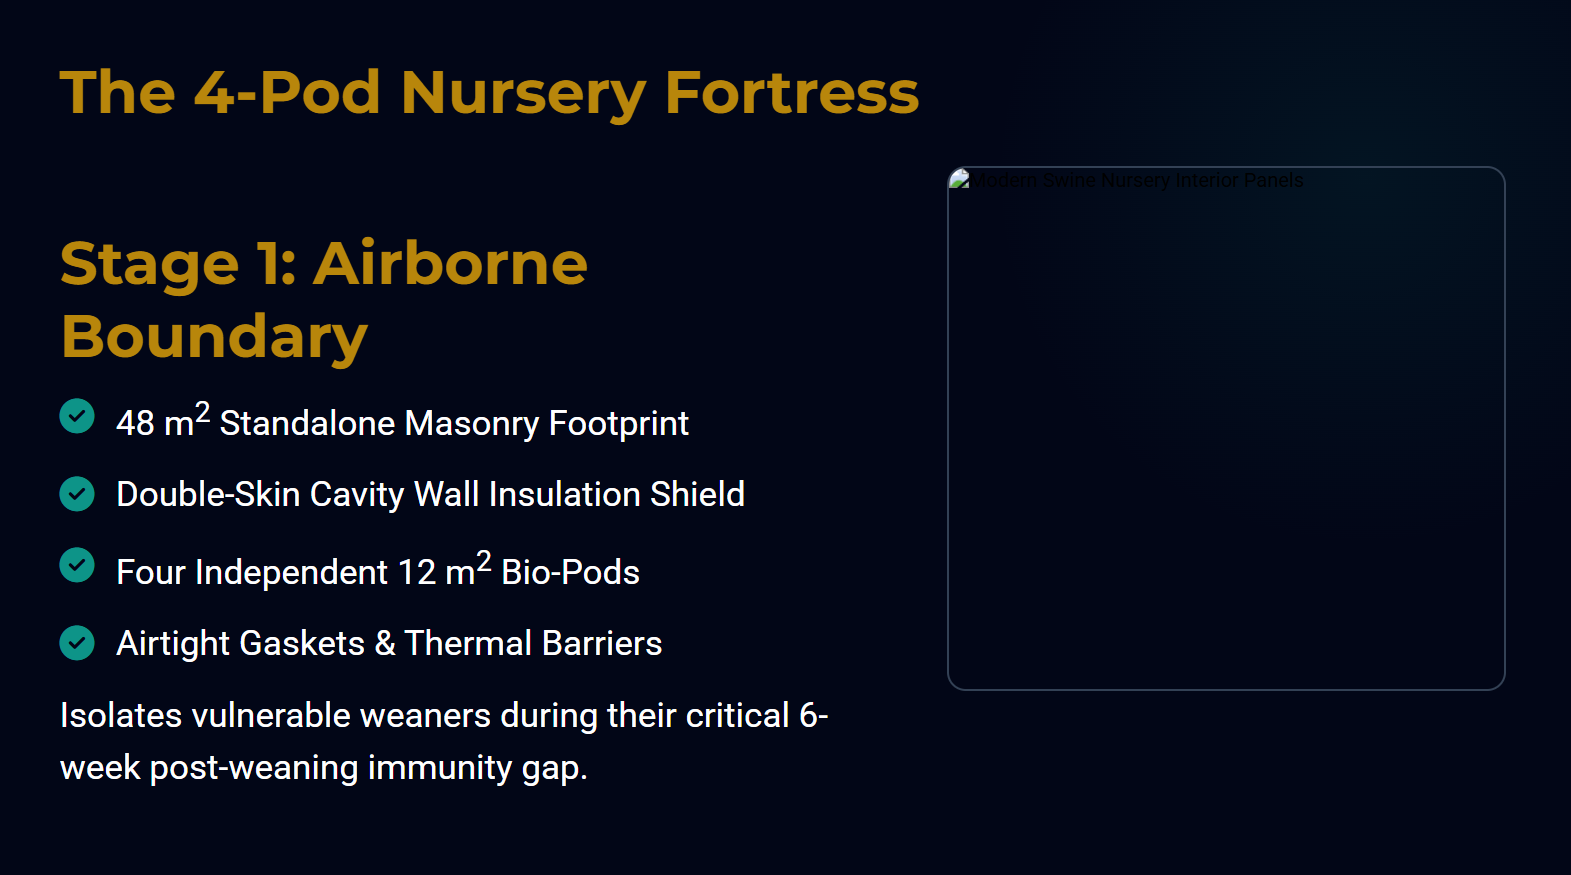 The 4-Pod Nursery Fortress
Stage 1: Airborne
Boundary
48 m² Standalone Masonry Footprint
Double-Skin Cavity Wall Insulation Shield
Four Independent 12 m² Bio-Pods
Airtight Gaskets & Thermal Barriers
Isolates vulnerable weaners during their critical 6-
week post-weaning immunity gap.
Modern Swine Nursery Interior Panels